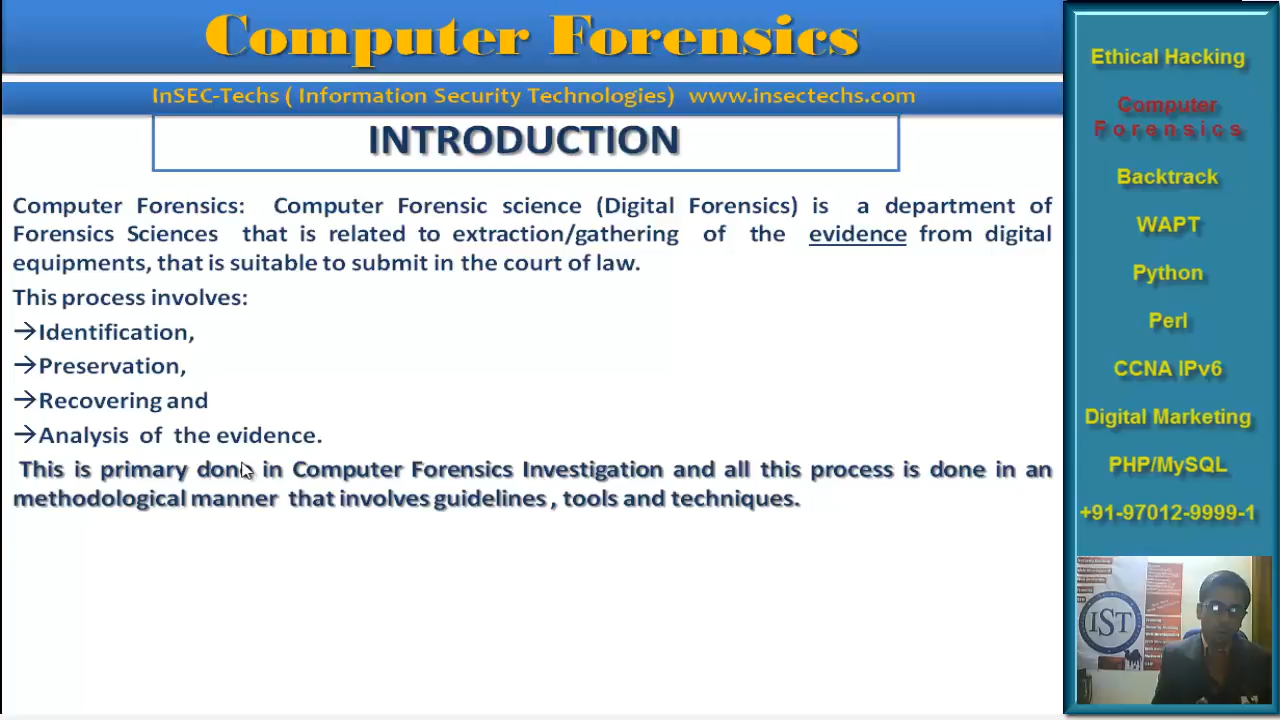 Computer Forensics
InSEC-Techs ( Information Security Technologies) www.insectechs.com
INTRODUCTION
Computer Forensics: Computer Forensic science (Digital Forensics) is a department of
Forensics Sciences that is related to extraction/gathering of the evidence from digital
equipments, that is suitable to submit in the court of law.
This process involves:
→Identification,
→Preservation,
→Recovering and
→Analysis of the evidence.
This is primary done in Computer Forensics Investigation and all this process is done in an
methodological manner that involves guidelines , tools and techniques.
Ethical Hacking
Computer
Forensics
Backtrack
WAPT
Python
Perl
CCNA IPv6
Digital Marketing
PHP/MySQL
+91-97012-9999-1
IST